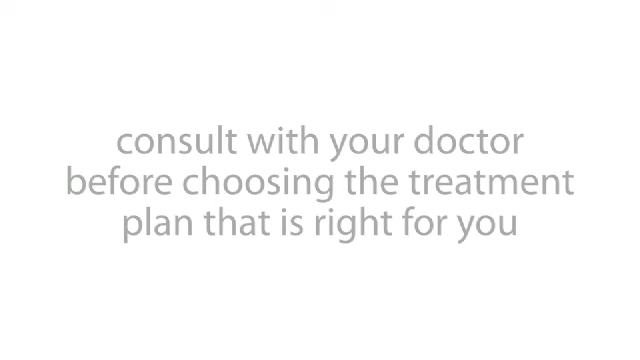 consult with your doctor
before choosing the treatment
plan that is right for you